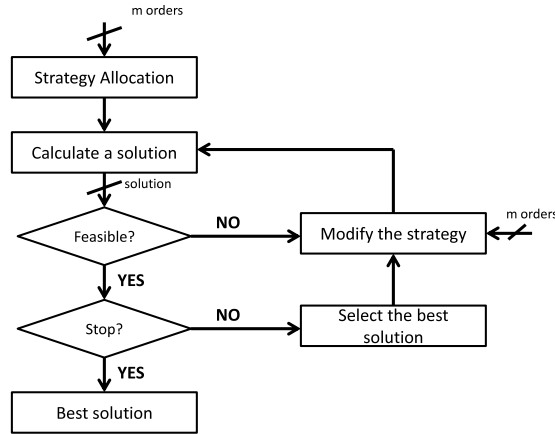 m orders
Strategy Allocation
Calculate a solution
solution
Feasible?
NO
Modify the strategy
m orders
YES
Stop?
NO
Select the best
solution
YES
Best solution